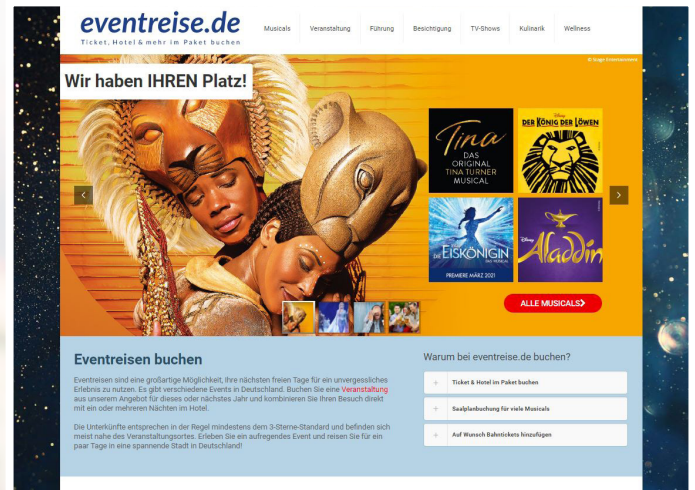 eventreise.de
Ticket, Hotel & mehr im Paket buchen
Musicals
Veranstaltung
Führung
Besichtigung
TV-Shows
Kulinarik
Wellness
© Stage Entertainment
Wir haben IHREN Platz!
Tina
DAS
ORIGINAL
TINA TURNER
MUSICAL
Disney
DER KÖNIG DER LÖWEN
Disney
DIE EISKÖNIGIN
DAS MUSICAL
PREMIERE MÄRZ 2021
Disney
Aladdin
ALLE MUSICALS
Eventreisen buchen
Eventreisen sind eine großartige Möglichkeit, Ihre nächsten freien Tage für ein unvergessliches
Erlebnis zu nutzen. Es gibt verschiedene Events in Deutschland. Buchen Sie eine Veranstaltung
aus unserem Angebot für dieses oder nächstes Jahr und kombinieren Sie Ihren Besuch direkt
mit ein oder mehreren Nächten im Hotel.
Die Unterkünfte entsprechen in der Regel mindestens dem 3-Sterne-Standard und befinden sich
meist nahe des Veranstaltungsortes. Erleben Sie ein aufregendes Event und reisen Sie für ein
paar Tage in eine spannende Stadt in Deutschland!
Warum bei eventreise.de buchen?
Ticket & Hotel im Paket buchen
Saalplanbuchung für viele Musicals
Auf Wunsch Bahntickets hinzufügen